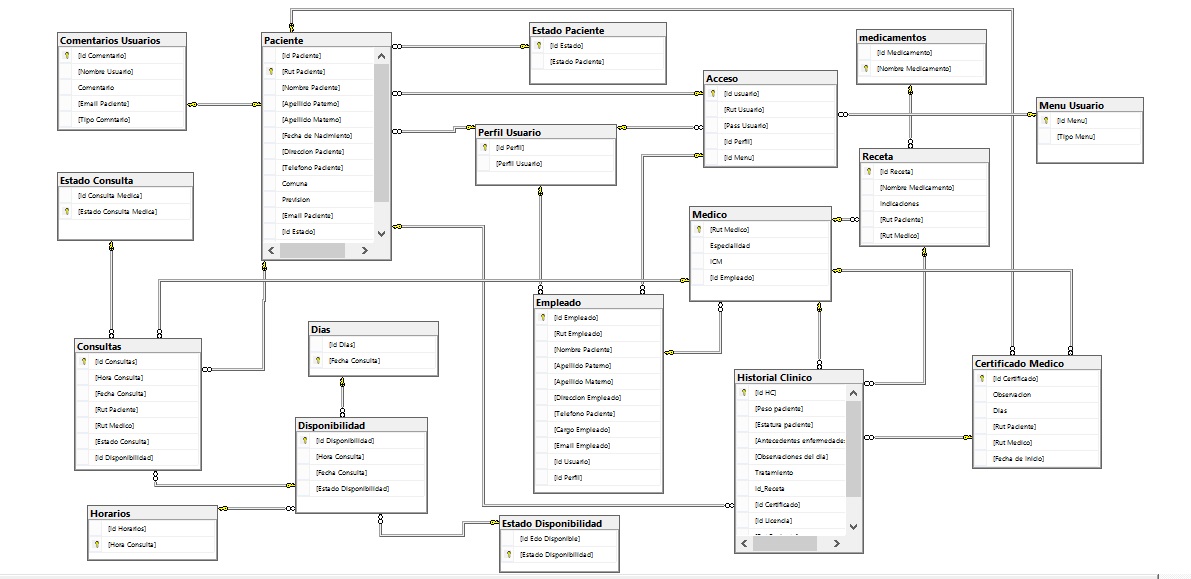 Comentarios Usuarios
[Id Comentario]
[Nombre Usuario]
Comentario
[Email Paciente]
[Tipo Comntario]
Paciente
[Id Paciente]
[Rut Paciente]
[Nombre Paciente]
[Apellido Paterno]
[Apellido Materno]
[Fecha de Nacimiento]
[Direccion Paciente]
[Telefono Paciente]
Comuna
Prevision
[Email Paciente]
[Id Estado]
Estado Paciente
[Id Estado]
[Estado Paciente]
Acceso
[Id usuario]
[Rut Usuario]
[Pass Usuario]
[Id Perfil]
[Id Menu]
medicamentos
[Id Medicamento]
[Nombre Medicamento]
Menu Usuario
[Id Menu]
[Tipo Menu]
Perfil Usuario
[Id Perfil]
[Perfil Usuario]
Receta
[Id Receta]
[Nombre Medicamento]
Indicaciones
[Rut Paciente]
[Rut Medico]
Estado Consulta
[Id Consulta Medica]
[Estado Consulta Medica]
Medico
[Rut Medico]
Especialidad
ICM
[Id Empleado]
Empleado
[Id Empleado]
[Rut Empleado]
[Nombre Paciente]
[Apellido Paterno]
[Apellido Materno]
[Direccion Empleado]
[Telefono Paciente]
[Cargo Empleado]
[Email Empleado]
[Id Usuario]
[Id Perfil]
Consultas
[Id Consultas]
[Hora Consulta]
[Fecha Consulta]
[Rut Paciente]
[Rut Medico]
[Estado Consulta]
[Id Disponibilidad]
Dias
[Id Dias]
[Fecha Consulta]
Disponibilidad
[Id Disponibilidad]
[Hora Consulta]
[Fecha Consulta]
[Estado Disponibilidad]
Historial Clinico
[Id HC]
[Peso paciente]
[Estatura paciente]
[Antecedentes enfermedade
[Observaciones del dia]
Tratamiento
Id_Receta
[Id Certificado]
[Id Licencia]
Certificado Medico
[Id Certificado]
Observacion
Dias
[Rut Paciente]
[Rut Medico]
[Fecha de Inicio]
Horarios
[Id Horarios]
[Hora Consulta]
Estado Disponibilidad
[Id Edo Disponible]
[Estado Disponibilidad]